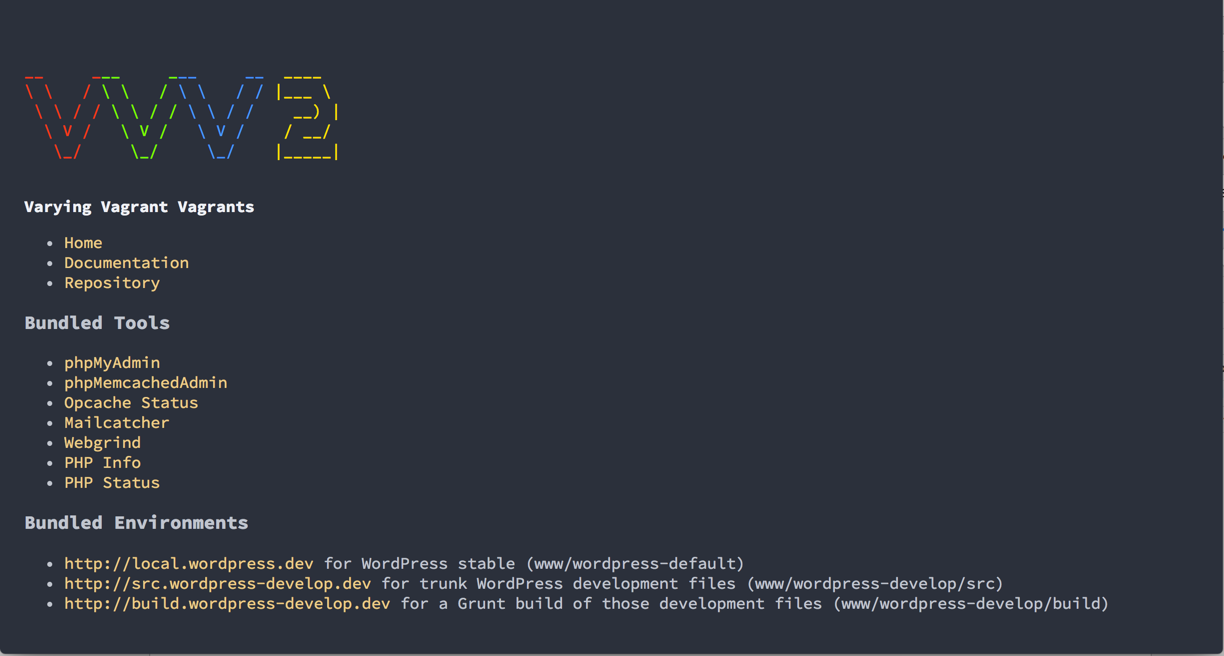 VVV 2
Varying Vagrant Vagrants
• Home
• Documentation
• Repository
Bundled Tools
• phpMyAdmin
• phpMemcachedAdmin
• Opcache Status
• Mailcatcher
• Webgrind
• PHP Info
• PHP Status
Bundled Environments
• http://local.wordpress.dev for WordPress stable (www/wordpress-default)
• http://src.wordpress-develop.dev for trunk WordPress development files (www/wordpress-develop/src)
• http://build.wordpress-develop.dev for a Grunt build of those development files (www/wordpress-develop/build)